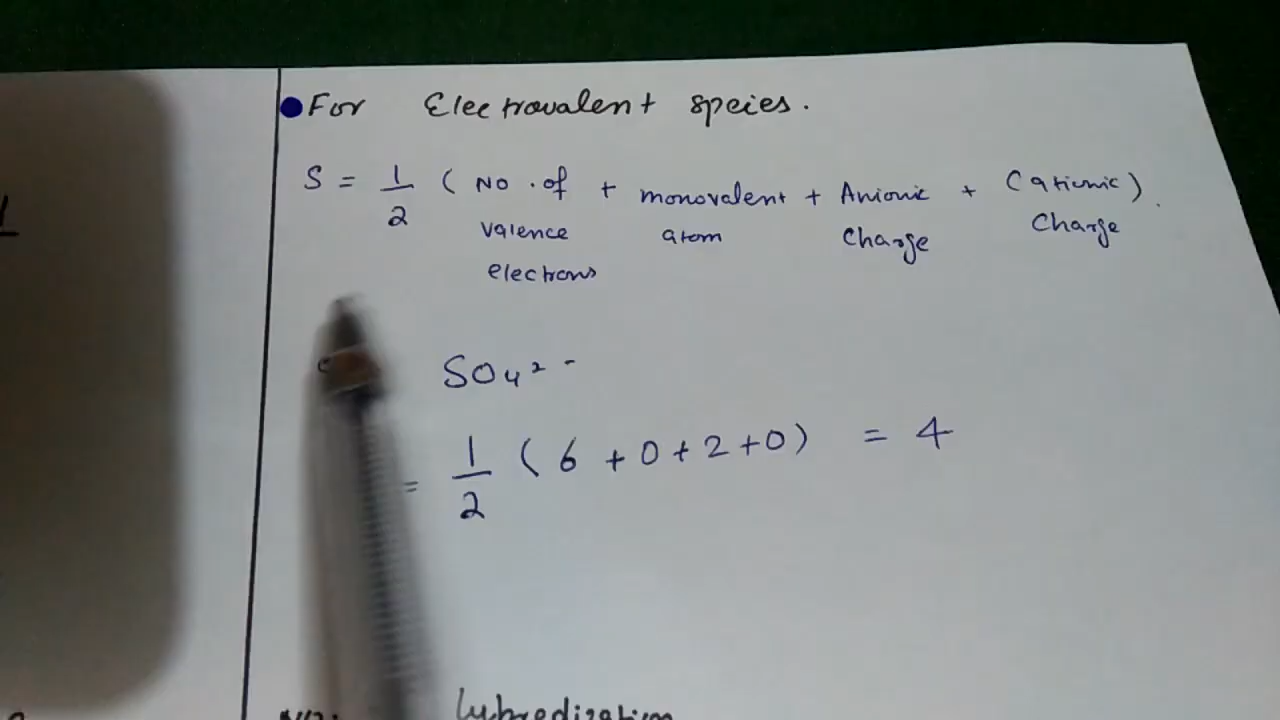 For Electrovalent speies.
S = 1/2 ( No. of valence electrons + monovalent atom + Anionic charge + Cationic charge ) .
SO₄²⁻
= 1/2 ( 6 + 0 + 2 + 0 ) = 4